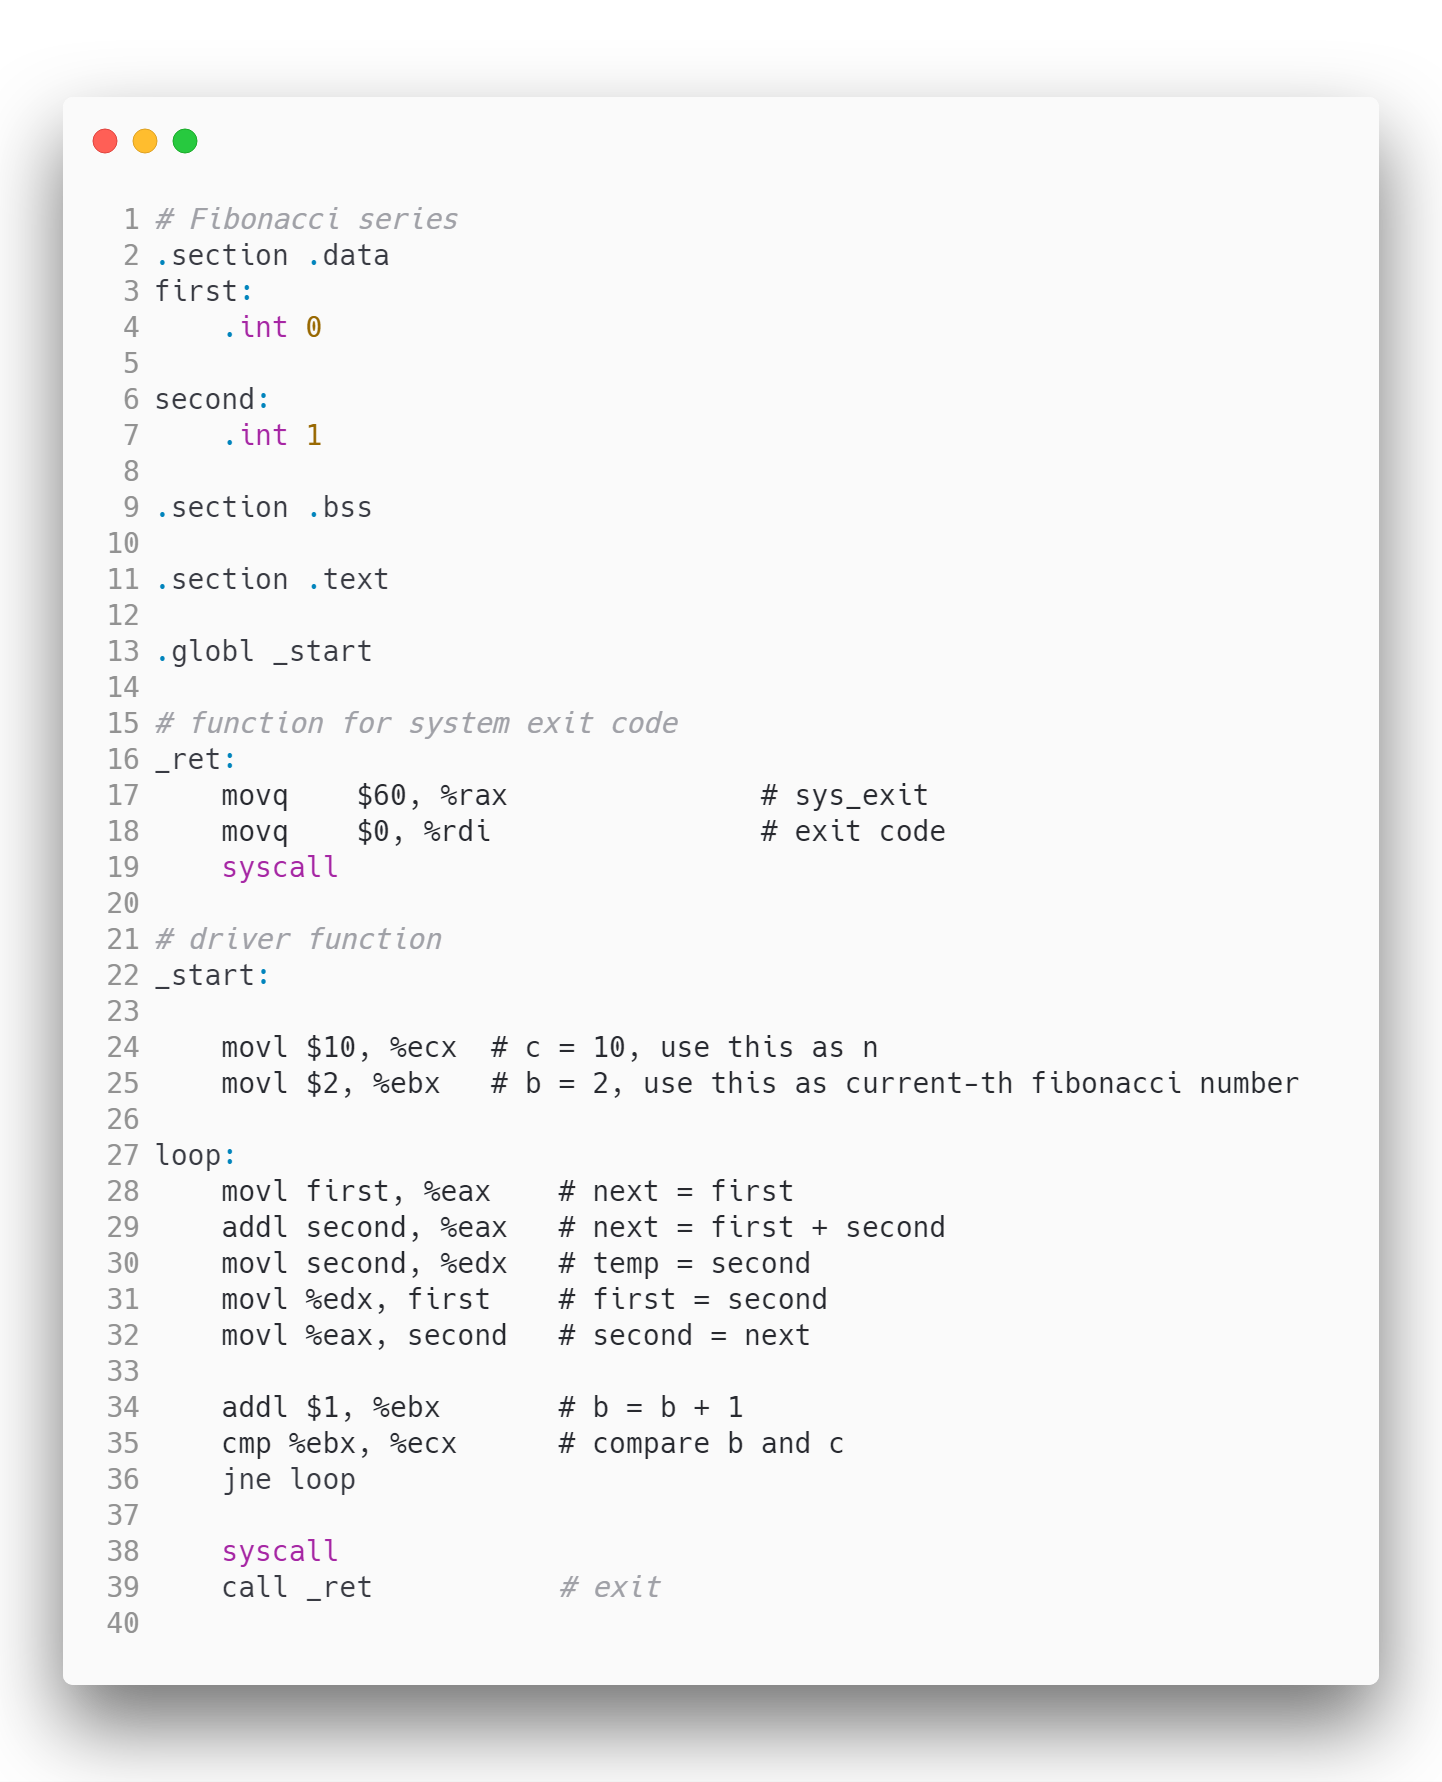 1 # Fibonacci series
2 .section .data
3 first:
4     .int 0
5
6 second:
7     .int 1
8
9 .section .bss
10
11 .section .text
12
13 .globl _start
14
15 # function for system exit code
16 _ret:
17     movq    $60, %rax               # sys_exit
18     movq    $0, %rdi                # exit code
19     syscall
20
21 # driver function
22 _start:
23
24     movl $10, %ecx  # c = 10, use this as n
25     movl $2, %ebx   # b = 2, use this as current-th fibonacci number
26
27 loop:
28     movl first, %eax    # next = first
29     addl second, %eax   # next = first + second
30     movl second, %edx   # temp = second
31     movl %edx, first    # first = second
32     movl %eax, second   # second = next
33
34     addl $1, %ebx       # b = b + 1
35     cmp %ebx, %ecx      # compare b and c
36     jne loop
37
38     syscall
39     call _ret           # exit
40